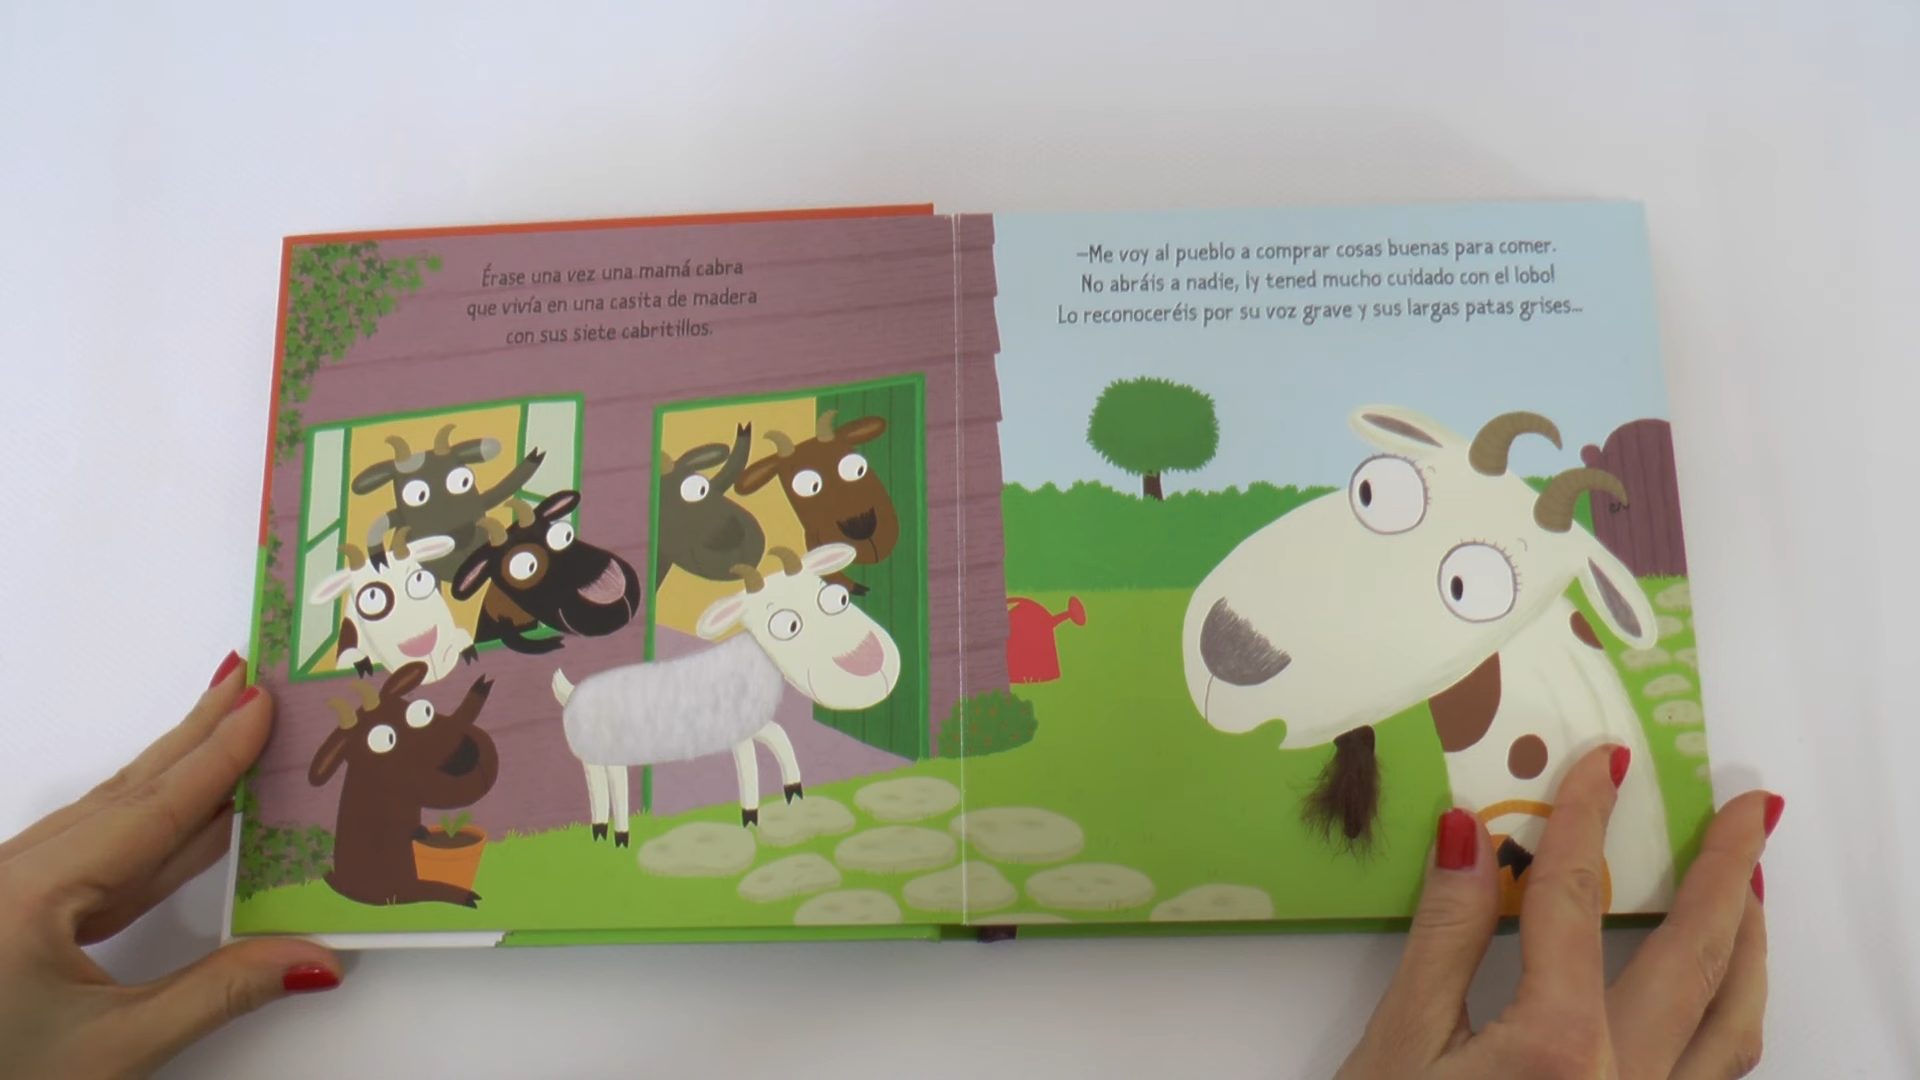 Érase una vez una mamá cabra
que vivía en una casita de madera
con sus siete cabritillos.
—Me voy al pueblo a comprar cosas buenas para comer.
No abráis a nadie, ¡y tened mucho cuidado con el lobo!
Lo reconoceréis por su voz grave y sus largas patas grises...